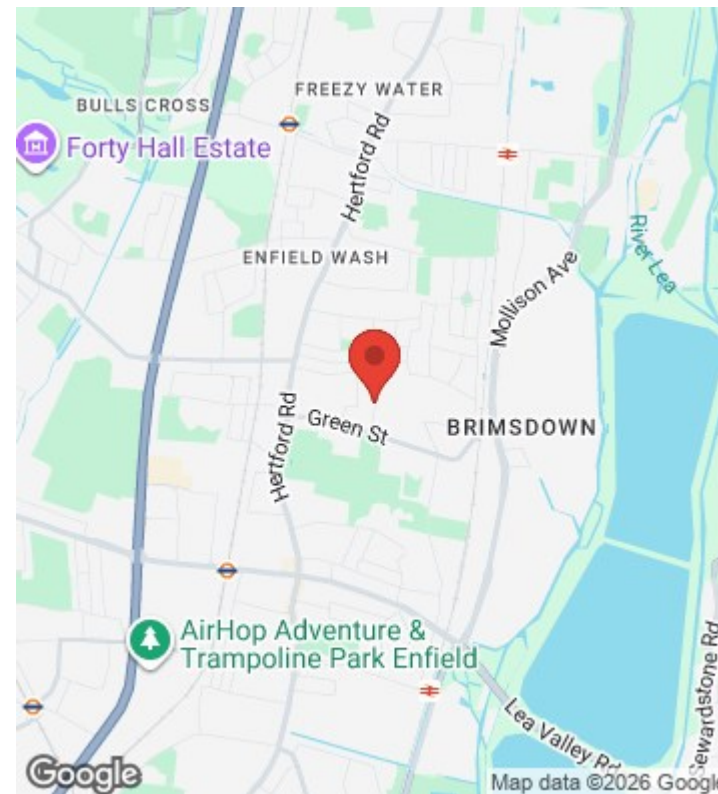 FREEZY WATER
BULLS CROSS
Forty Hall Estate
Hertford Rd
River Lea
ENFIELD WASH
Mollison Ave
Hertford Rd
Green St
BRIMSDOWN
AirHop Adventure &
Trampoline Park Enfield
Sewardstone Rd
Lea Valley Rd
Google
Map data ©2026 Google